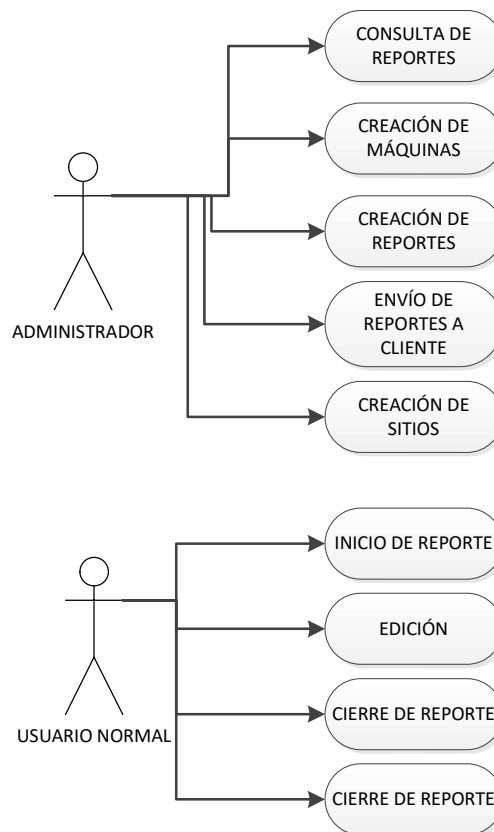 CONSULTA DE
REPORTES
CREACIÓN DE
MÁQUINAS
CREACIÓN DE
REPORTES
ENVÍO DE
REPORTES A
CLIENTE
CREACIÓN DE
SITIOS
ADMINISTRADOR
INICIO DE REPORTE
EDICIÓN
CIERRE DE REPORTE
CIERRE DE REPORTE
USUARIO NORMAL